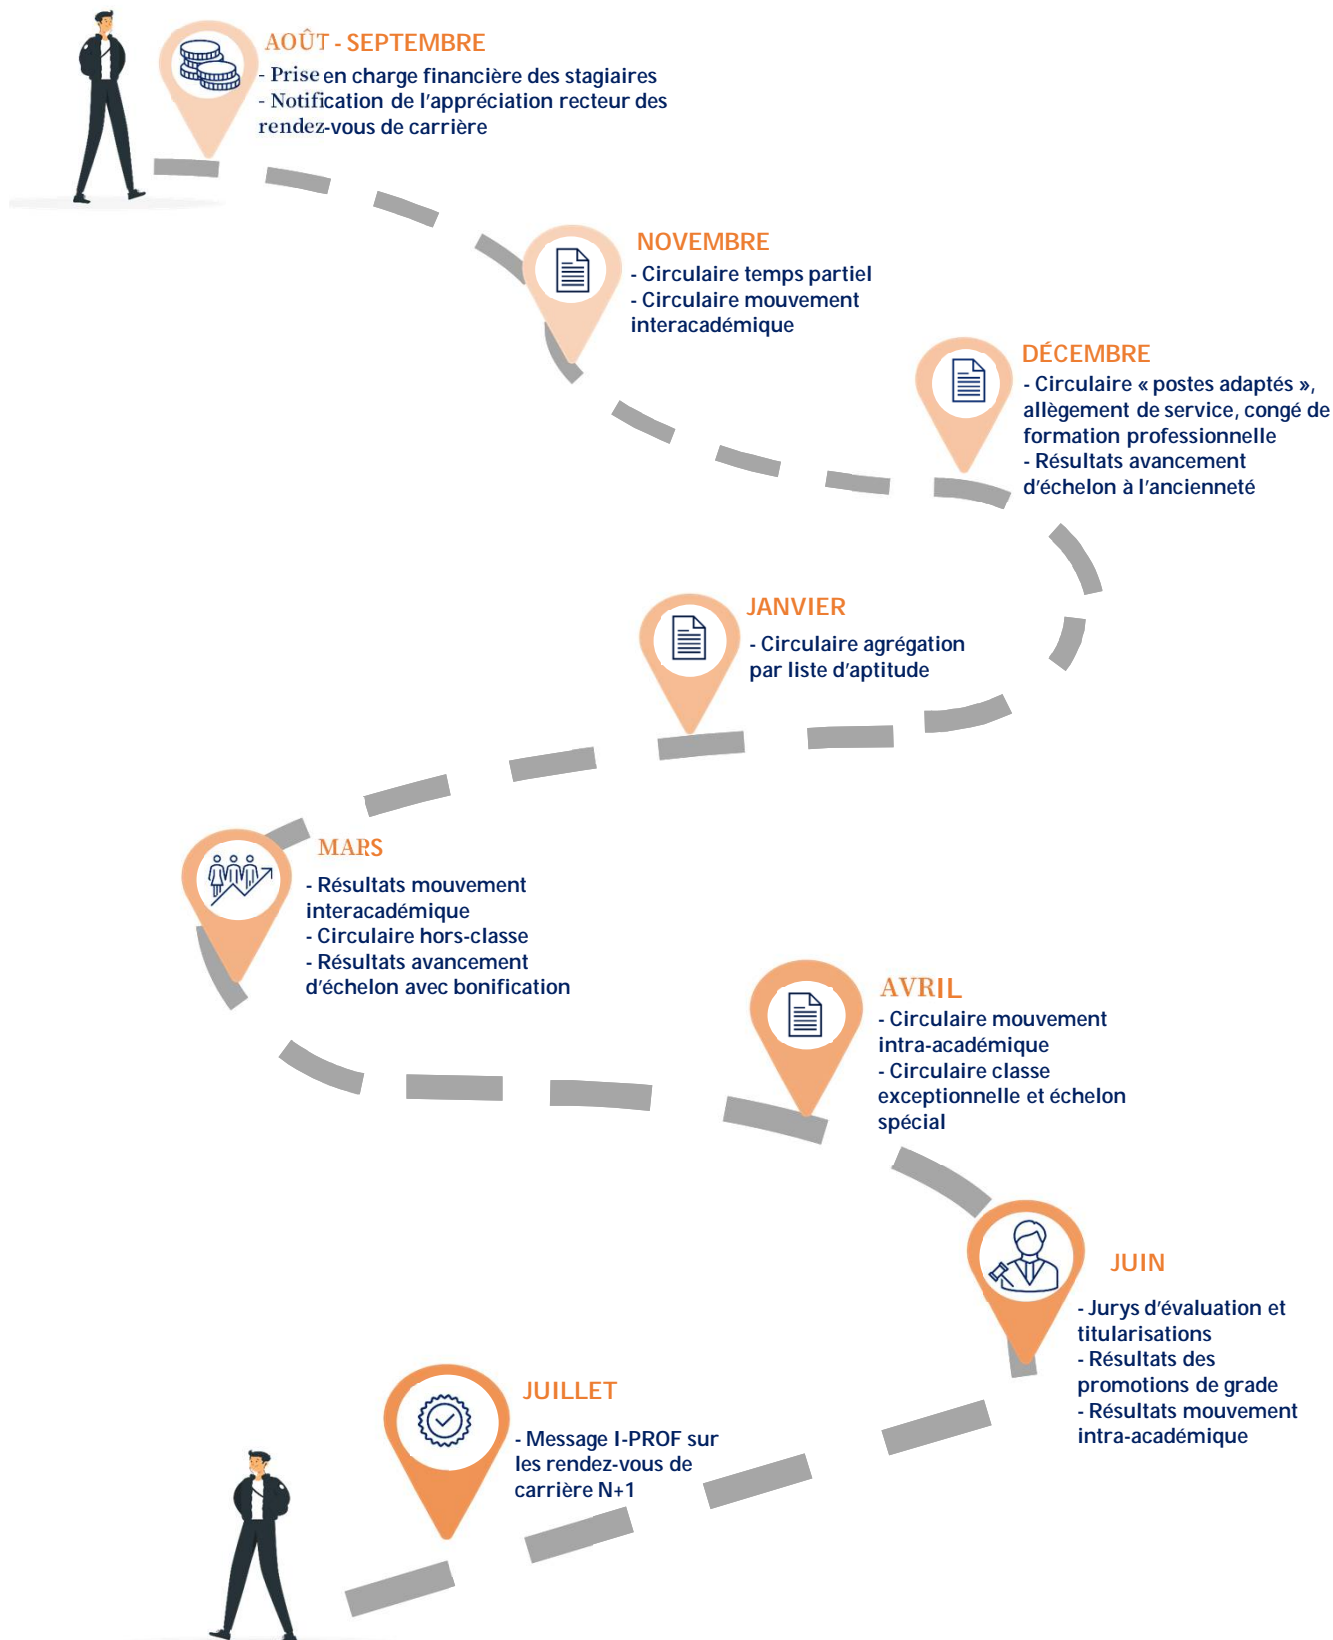 AOÛT - SEPTEMBRE
- Prise en charge financière des stagiaires
- Notification de l'appréciation recteur des
rendez-vous de carrière
NOVEMBRE
- Circulaire temps partiel
- Circulaire mouvement
interacadémique
DÉCEMBRE
- Circulaire « postes adaptés »,
allègement de service, congé de
formation professionnelle
- Résultats avancement
d'échelon à l'ancienneté
JANVIER
- Circulaire agrégation
par liste d'aptitude
MARS
- Résultats mouvement
interacadémique
- Circulaire hors-classe
- Résultats avancement
d'échelon avec bonification
AVRIL
- Circulaire mouvement
intra-académique
- Circulaire classe
exceptionnelle et échelon
spécial
JUIN
- Jurys d'évaluation et
titularisations
- Résultats des
promotions de grade
- Résultats mouvement
intra-académique
JUILLET
- Message I-PROF sur
les rendez-vous de
carrière N+1